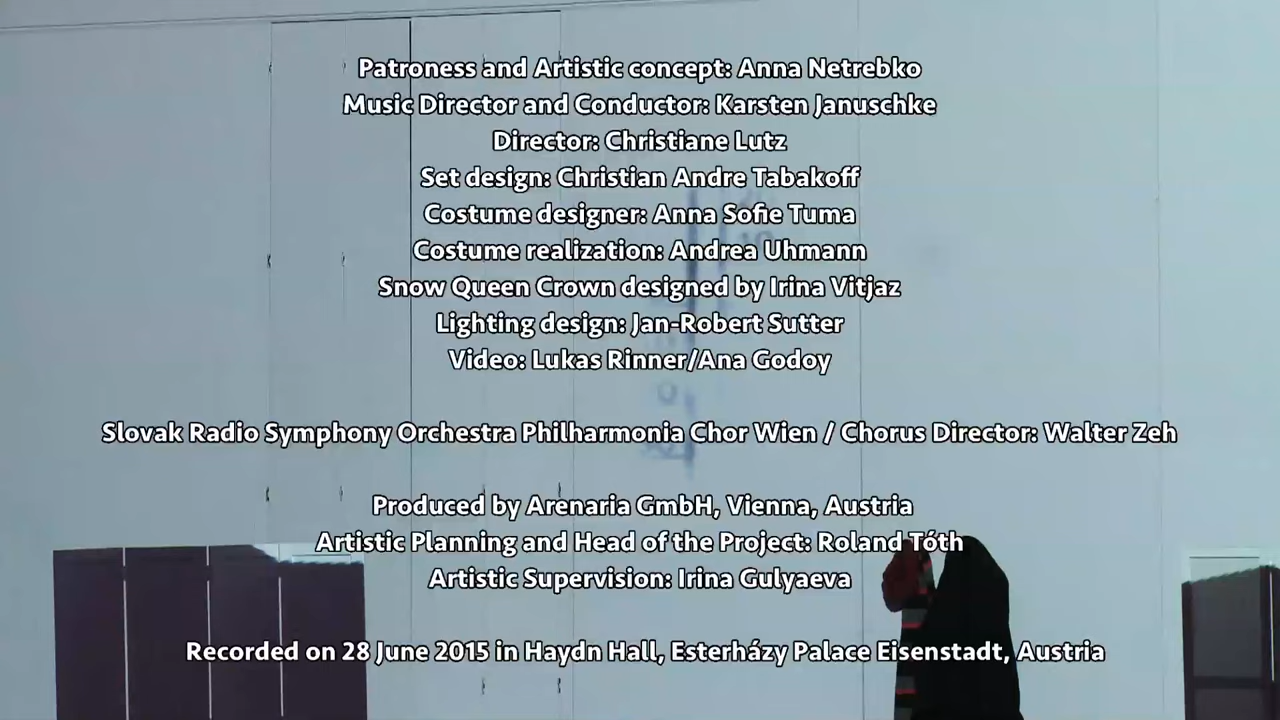 Patroness and Artistic concept: Anna Netrebko
Music Director and Conductor: Karsten Januschke
Director: Christiane Lutz
Set design: Christian Andre Tabakoff
Costume designer: Anna Sofie Tuma
Costume realization: Andrea Uhmann
Snow Queen Crown designed by Irina Vitjaz
Lighting design: Jan-Robert Sutter
Video: Lukas Rinner/Ana Godoy
Slovak Radio Symphony Orchestra Philharmonia Chor Wien / Chorus Director: Walter Zeh
Produced by Arenaria GmbH, Vienna, Austria
Artistic Planning and Head of the Project: Roland Tóth
Artistic Supervision: Irina Gulyaeva
Recorded on 28 June 2015 in Haydn Hall, Esterházy Palace Eisenstadt, Austria